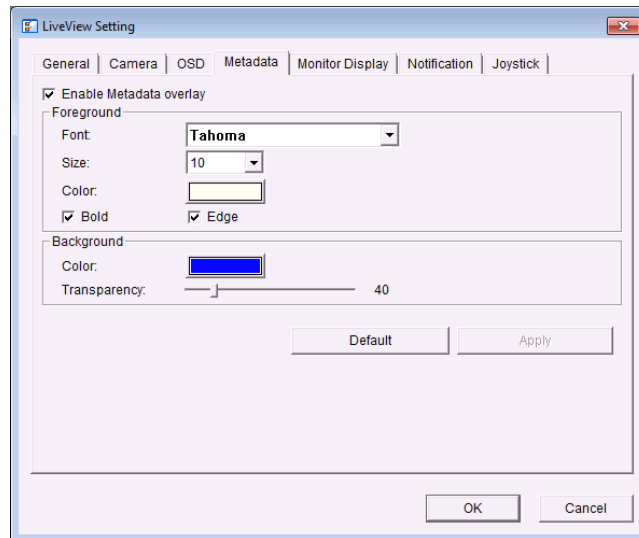 LiveView Setting
General Camera OSD Metadata Monitor Display Notification Joystick
Enable Metadata overlay
Foreground
Font: Tahoma
Size: 10
Color:
Bold Edge
Background
Color:
Transparency: 40
Default Apply
OK Cancel